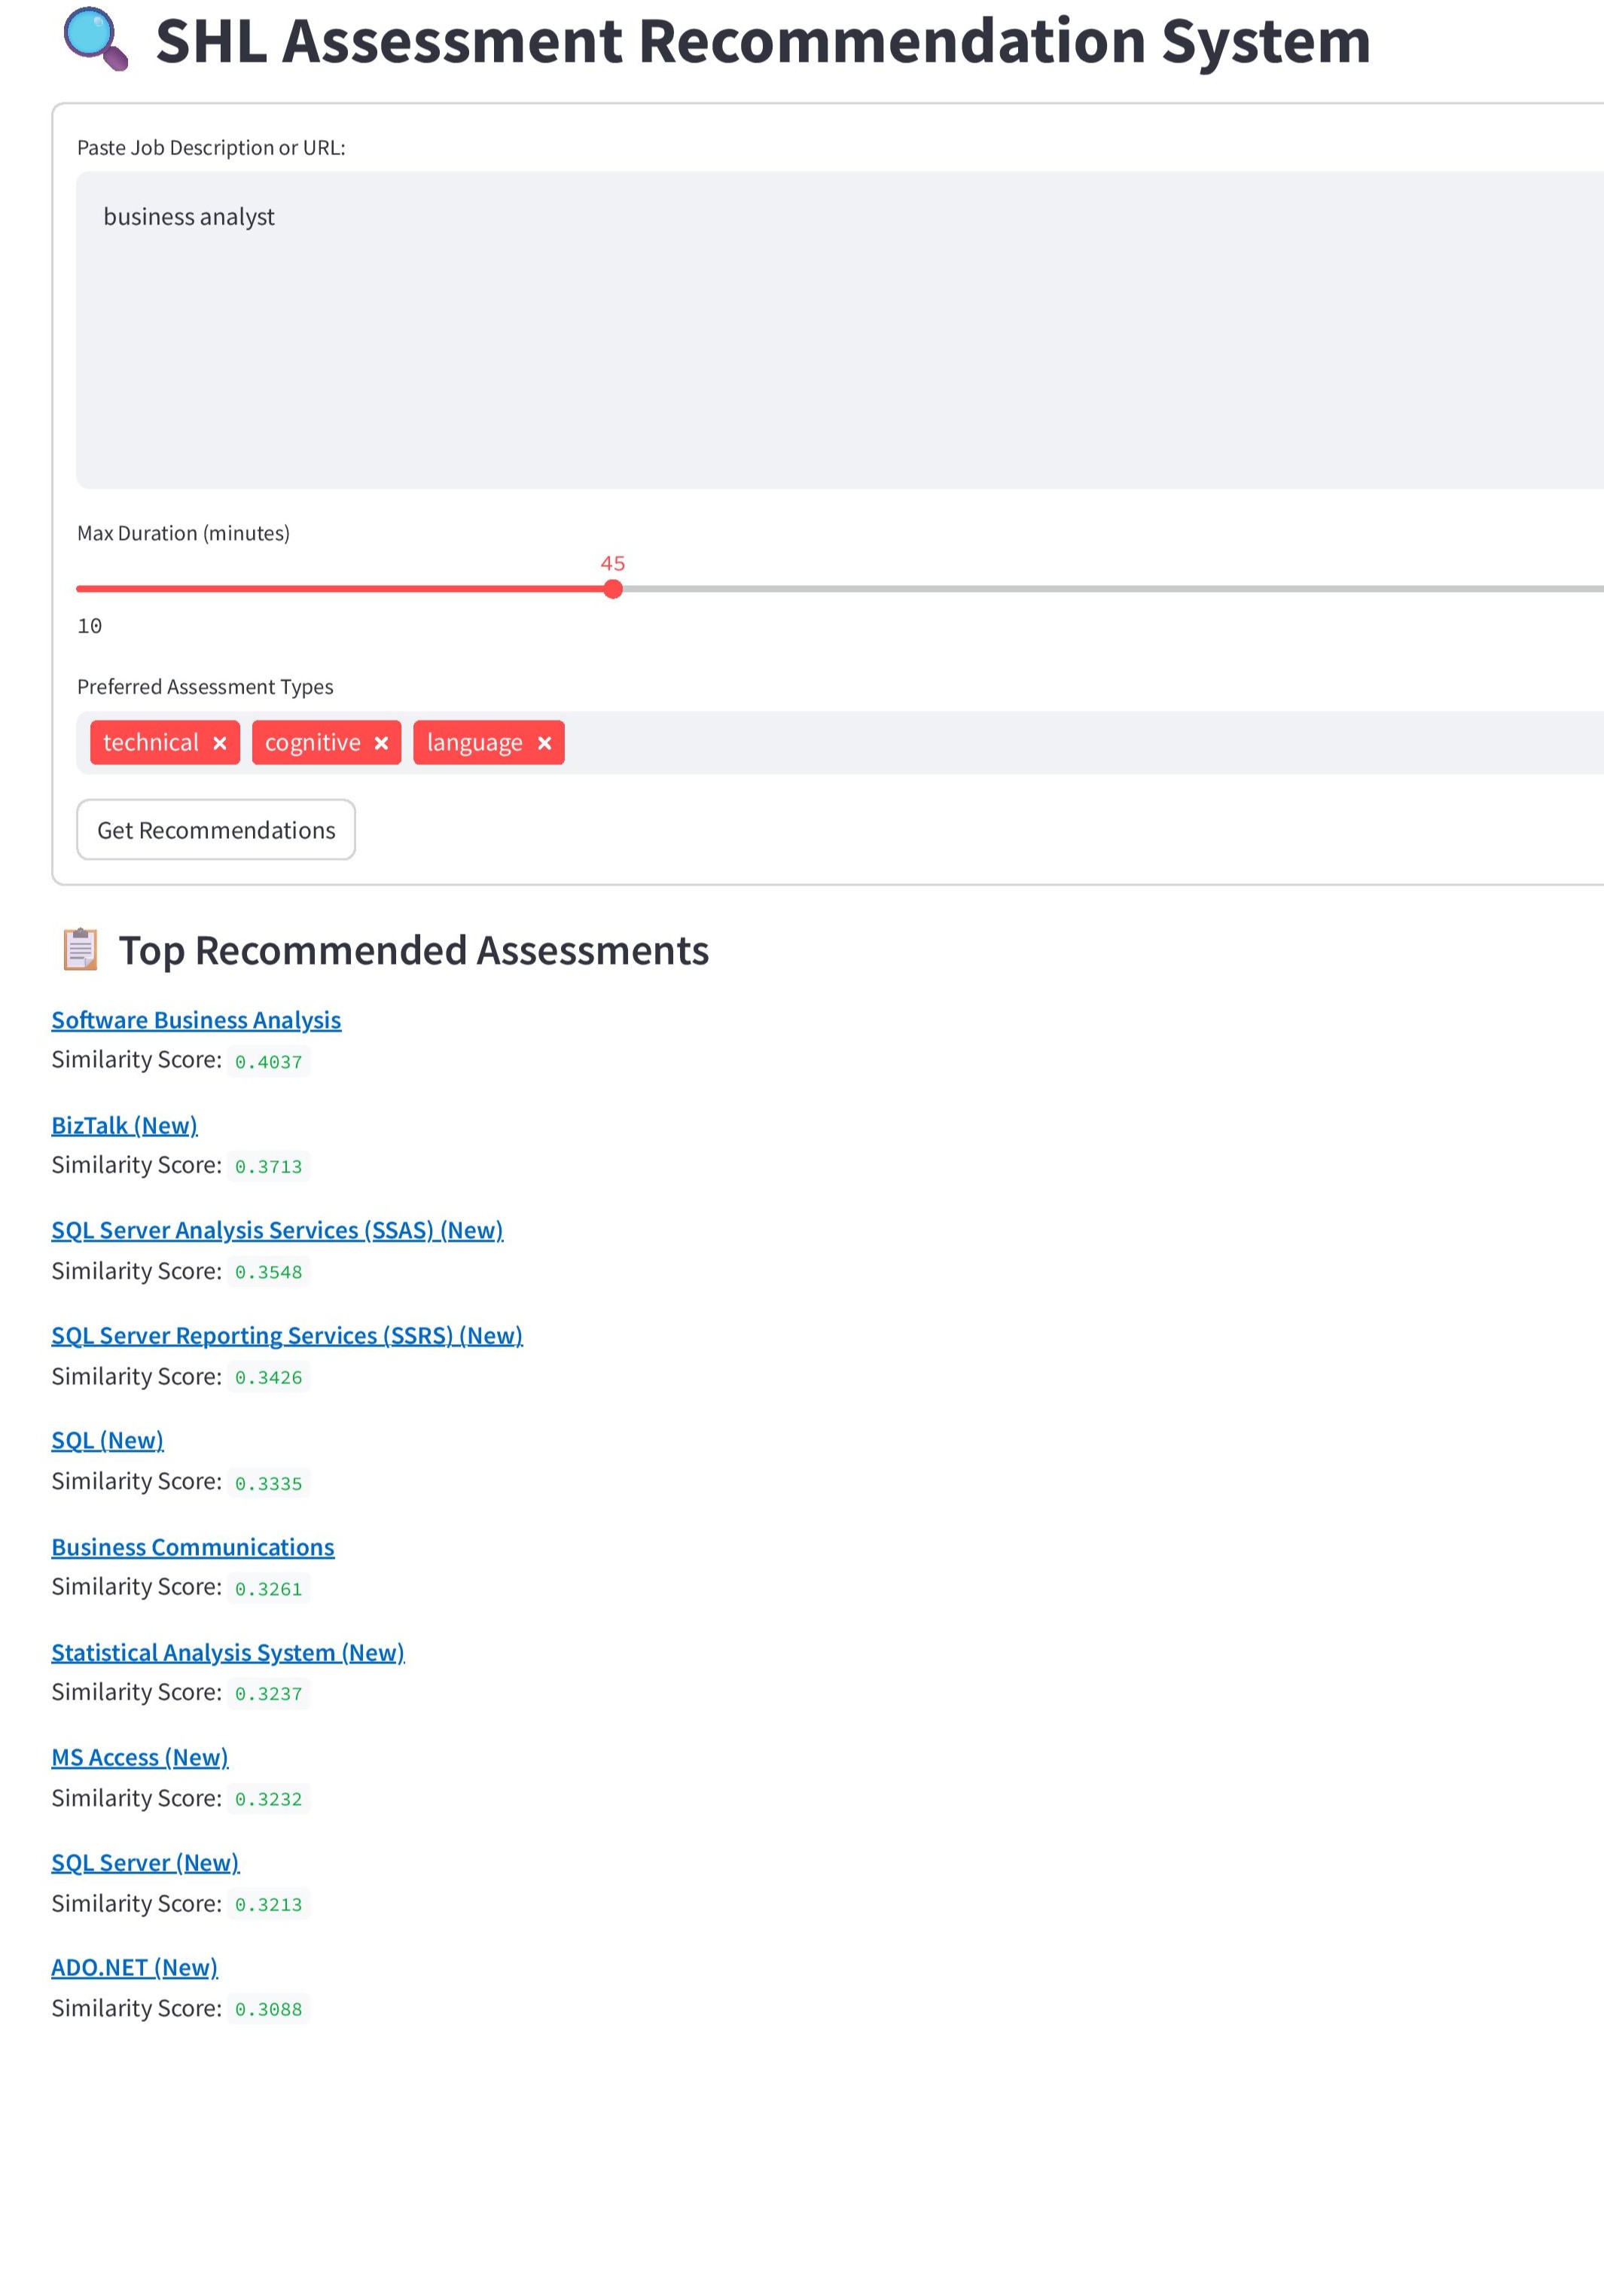 SHL Assessment Recommendation System
Paste Job Description or URL:
business analyst
Max Duration (minutes)
45
10
Preferred Assessment Types
technical × cognitive × language ×
Get Recommendations
Top Recommended Assessments
Software Business Analysis
Similarity Score: 0.4037
BizTalk (New)
Similarity Score: 0.3713
SQL Server Analysis Services (SSAS) (New)
Similarity Score: 0.3548
SQL Server Reporting Services (SSRS) (New)
Similarity Score: 0.3426
SQL (New)
Similarity Score: 0.3335
Business Communications
Similarity Score: 0.3261
Statistical Analysis System (New)
Similarity Score: 0.3237
MS Access (New)
Similarity Score: 0.3232
SQL Server (New)
Similarity Score: 0.3213
ADO.NET (New)
Similarity Score: 0.3088